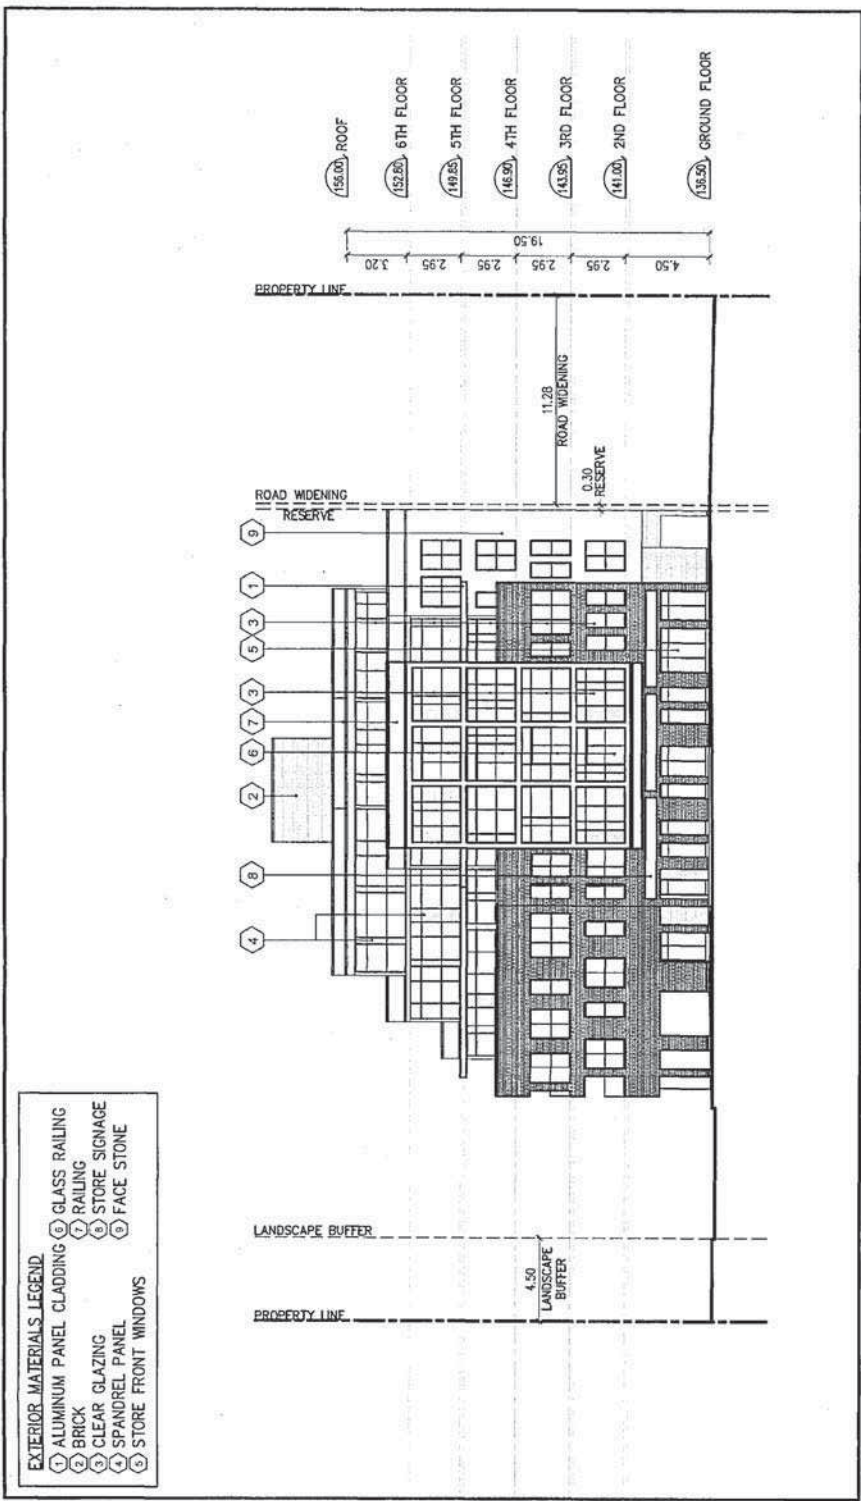 EXTERIOR MATERIALS LEGEND
1 ALUMINUM PANEL CLADDING
2 BRICK
3 CLEAR GLAZING
4 SPANDREL PANEL
5 STORE FRONT WINDOWS
6 GLASS RAILING
7 RAILING
8 STORE SIGNAGE
9 FACE STONE
PROPERTY LINE
LANDSCAPE BUFFER
4.50
LANDSCAPE
BUFFER
4
8
2
6
7
3
5
3
1
9
ROAD WIDENING
RESERVE
0.30
RESERVE
11.28
ROAD WIDENING
PROPERTY LINE
3.20
2.95
2.95
2.95
2.95
4.50
19.50
156.00 ROOF
152.80 6TH FLOOR
149.85 5TH FLOOR
146.90 4TH FLOOR
143.95 3RD FLOOR
141.00 2ND FLOOR
136.50 GROUND FLOOR